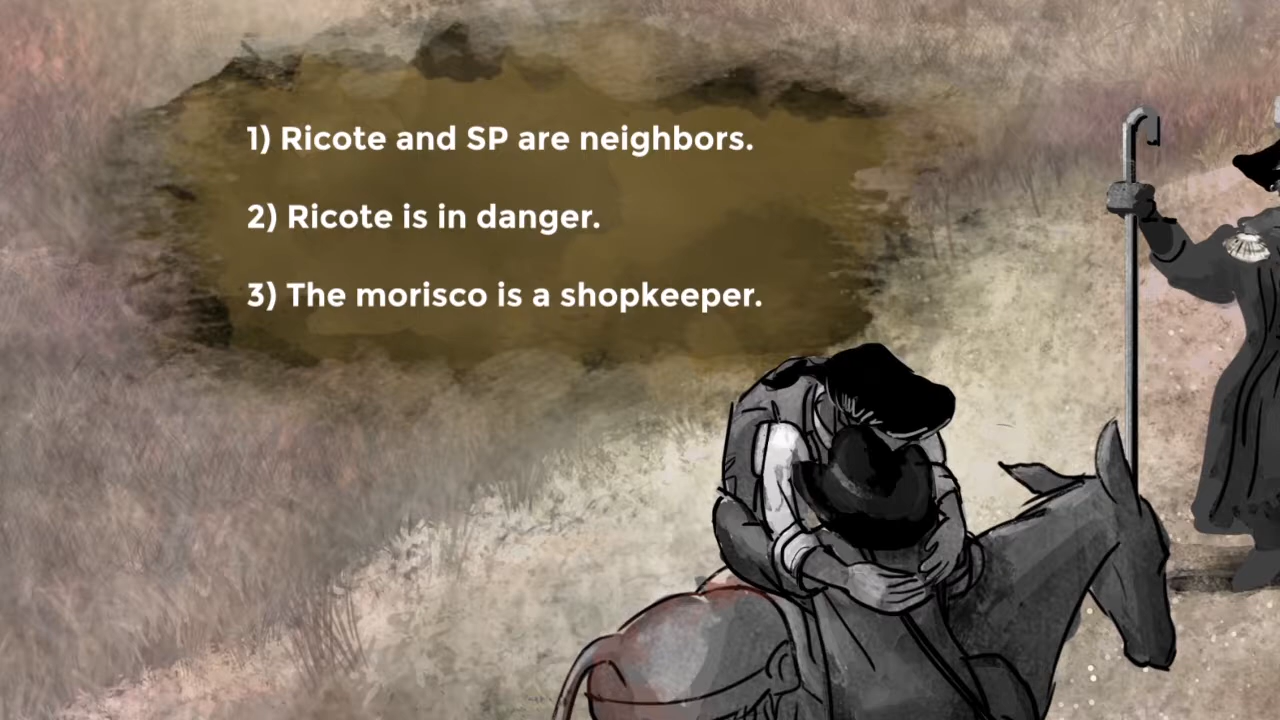 1) Ricote and SP are neighbors.
2) Ricote is in danger.
3) The morisco is a shopkeeper.